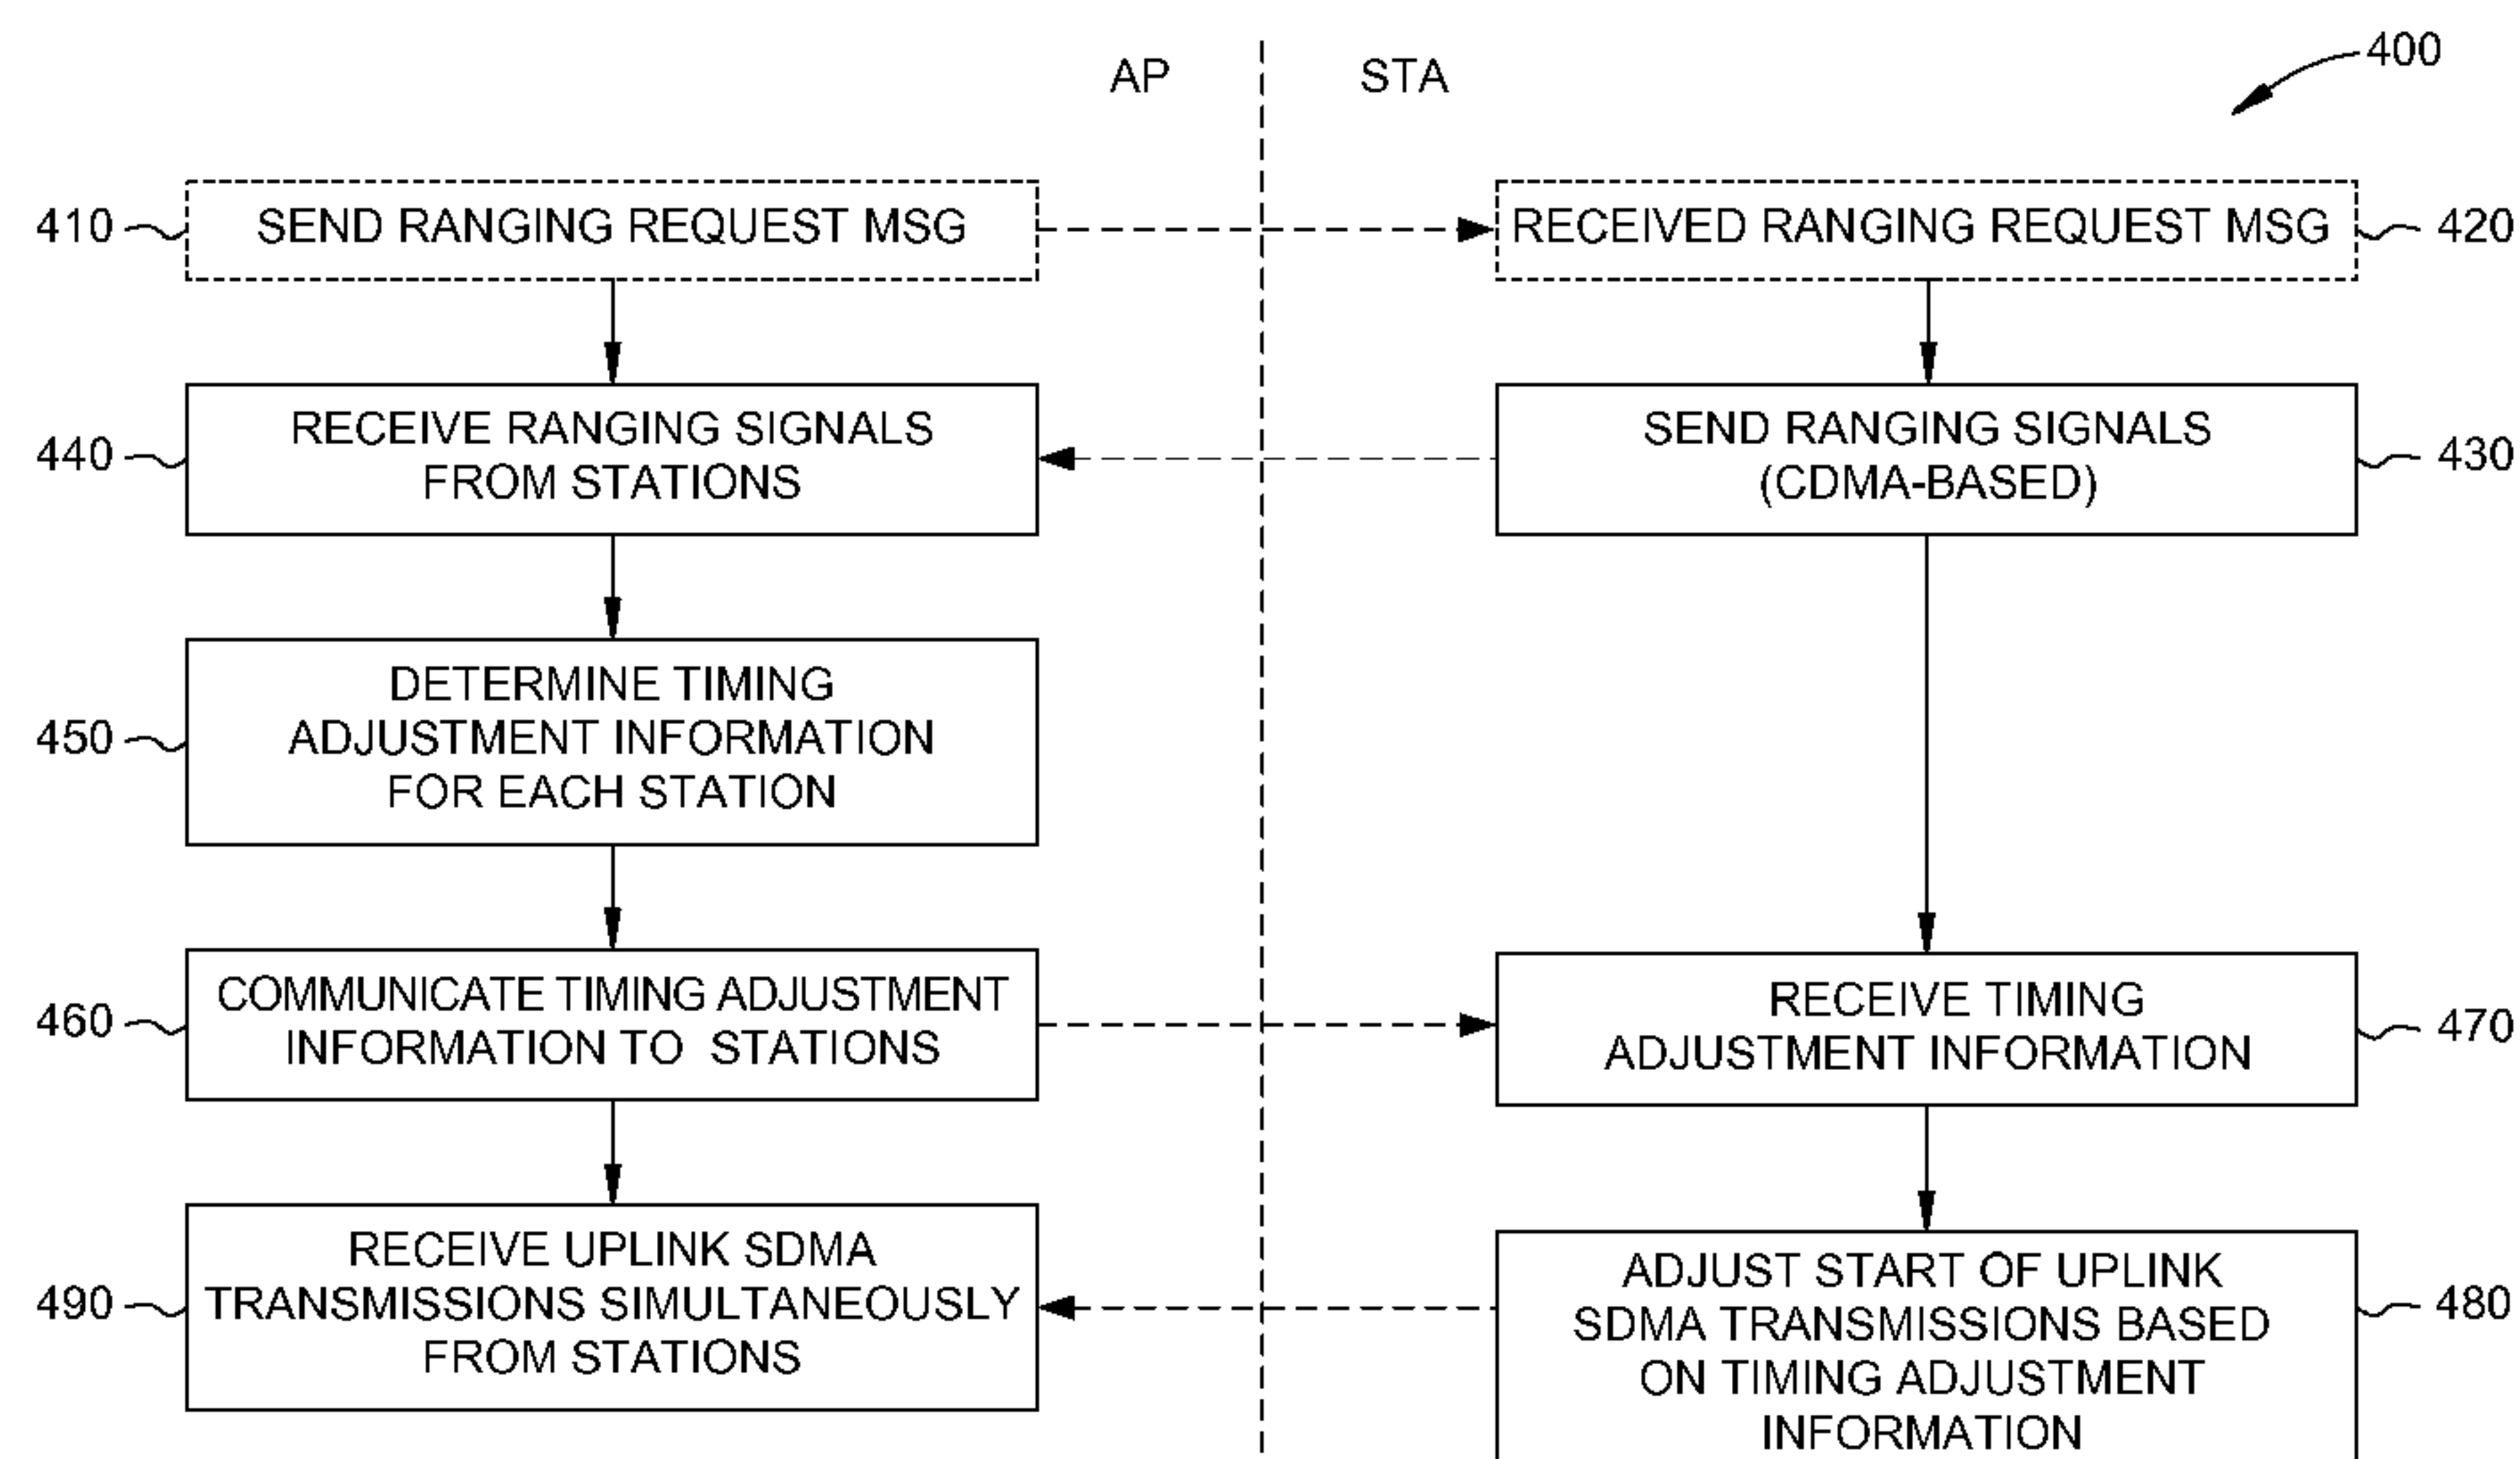 400
AP
STA
410
SEND RANGING REQUEST MSG
RECEIVED RANGING REQUEST MSG
420
440
RECEIVE RANGING SIGNALS
FROM STATIONS
SEND RANGING SIGNALS
(CDMA-BASED)
430
450
DETERMINE TIMING
ADJUSTMENT INFORMATION
FOR EACH STATION
460
COMMUNICATE TIMING ADJUSTMENT
INFORMATION TO STATIONS
RECEIVE TIMING
ADJUSTMENT INFORMATION
470
490
RECEIVE UPLINK SDMA
TRANSMISSIONS SIMULTANEOUSLY
FROM STATIONS
ADJUST START OF UPLINK
SDMA TRANSMISSIONS BASED
ON TIMING ADJUSTMENT
INFORMATION
480